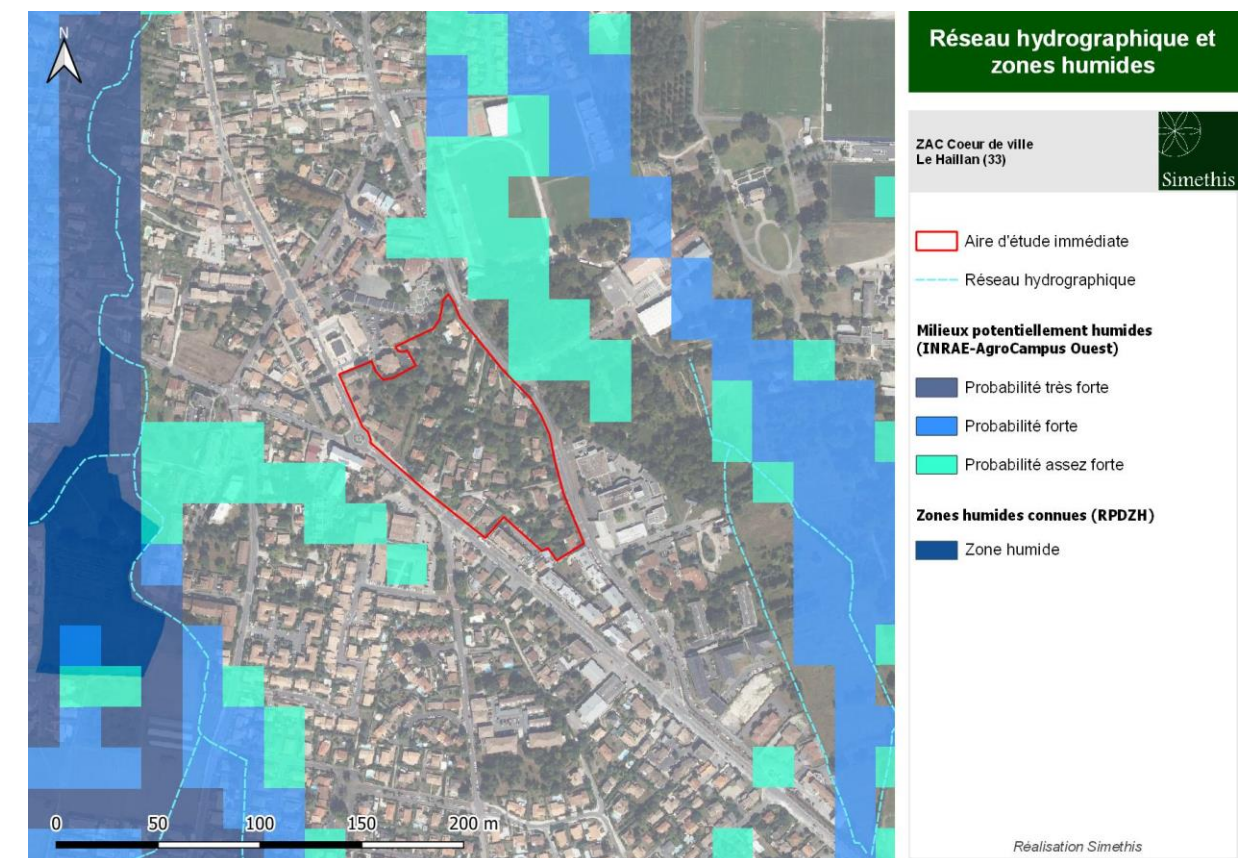 N
0 50 100 150 200 m
Réseau hydrographique et
zones humides
ZAC Coeur de ville
Le Haillan (33)
Simethis
Aire d'étude immédiate
Réseau hydrographique
Milieux potentiellement humides
(INRAE-AgroCampus Ouest)
Probabilité très forte
Probabilité forte
Probabilité assez forte
Zones humides connues (RPDZH)
Zone humide
Réalisation Simethis